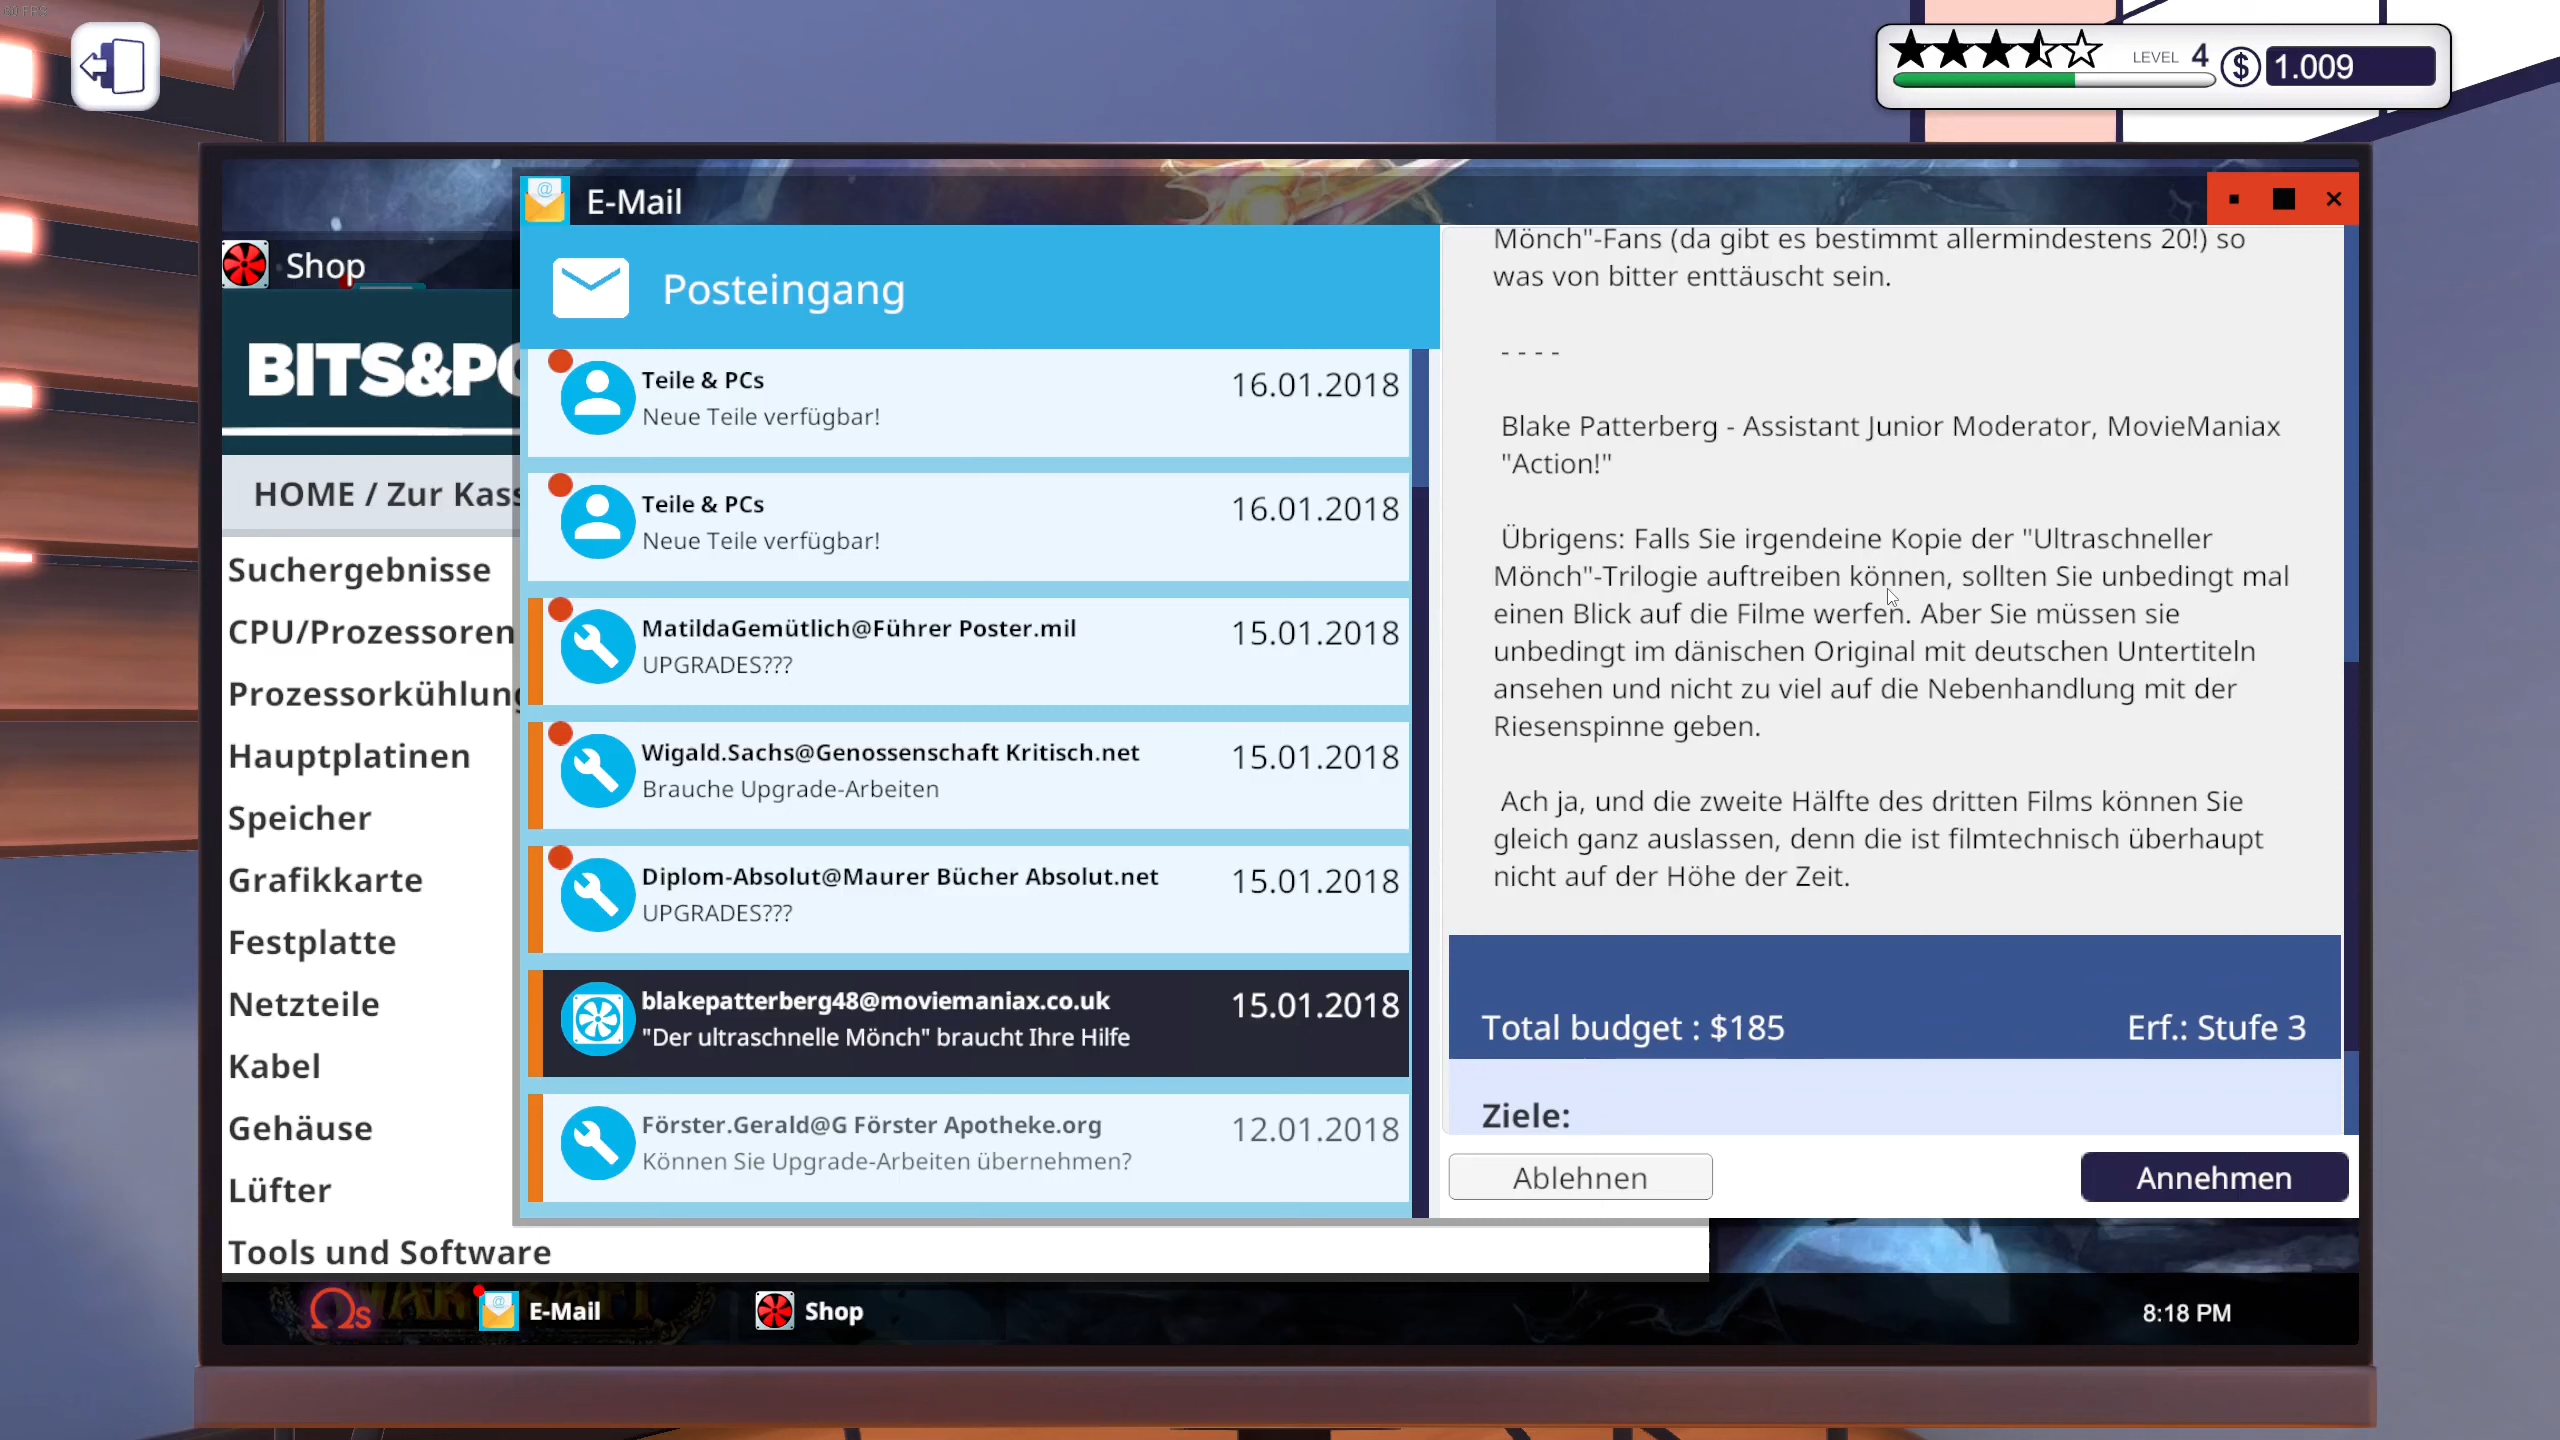 60 FPS
LEVEL 4
$ 1.009
E-Mail
Shop
BITS&PC
HOME / Zur Kass
Suchergebnisse
CPU/Prozessoren
Prozessorkühlung
Hauptplatinen
Speicher
Grafikkarte
Festplatte
Netzteile
Kabel
Gehäuse
Lüfter
Tools und Software
Posteingang
Teile & PCs
16.01.2018
Neue Teile verfügbar!
Teile & PCs
16.01.2018
Neue Teile verfügbar!
MatildaGemütlich@Führer Poster.mil
15.01.2018
UPGRADES???
Wigald.Sachs@Genossenschaft Kritisch.net
15.01.2018
Brauche Upgrade-Arbeiten
Diplom-Absolut@Maurer Bücher Absolut.net
15.01.2018
UPGRADES???
blakepatterberg48@moviemaniax.co.uk
15.01.2018
"Der ultraschnelle Mönch" braucht Ihre Hilfe
Förster.Gerald@G Förster Apotheke.org
12.01.2018
Können Sie Upgrade-Arbeiten übernehmen?
Mönch"-Fans (da gibt es bestimmt allermindestens 20!) so
was von bitter enttäuscht sein.
- - - -
Blake Patterberg - Assistant Junior Moderator, MovieManiax
"Action!"
Übrigens: Falls Sie irgendeine Kopie der "Ultraschneller
Mönch"-Trilogie auftreiben können, sollten Sie unbedingt mal
einen Blick auf die Filme werfen. Aber Sie müssen sie
unbedingt im dänischen Original mit deutschen Untertiteln
ansehen und nicht zu viel auf die Nebenhandlung mit der
Riesenspinne geben.
Ach ja, und die zweite Hälfte des dritten Films können Sie
gleich ganz auslassen, denn die ist filmtechnisch überhaupt
nicht auf der Höhe der Zeit.
Total budget : $185
Erf.: Stufe 3
Ziele:
Ablehnen
Annehmen
Ωs
E-Mail
Shop
8:18 PM